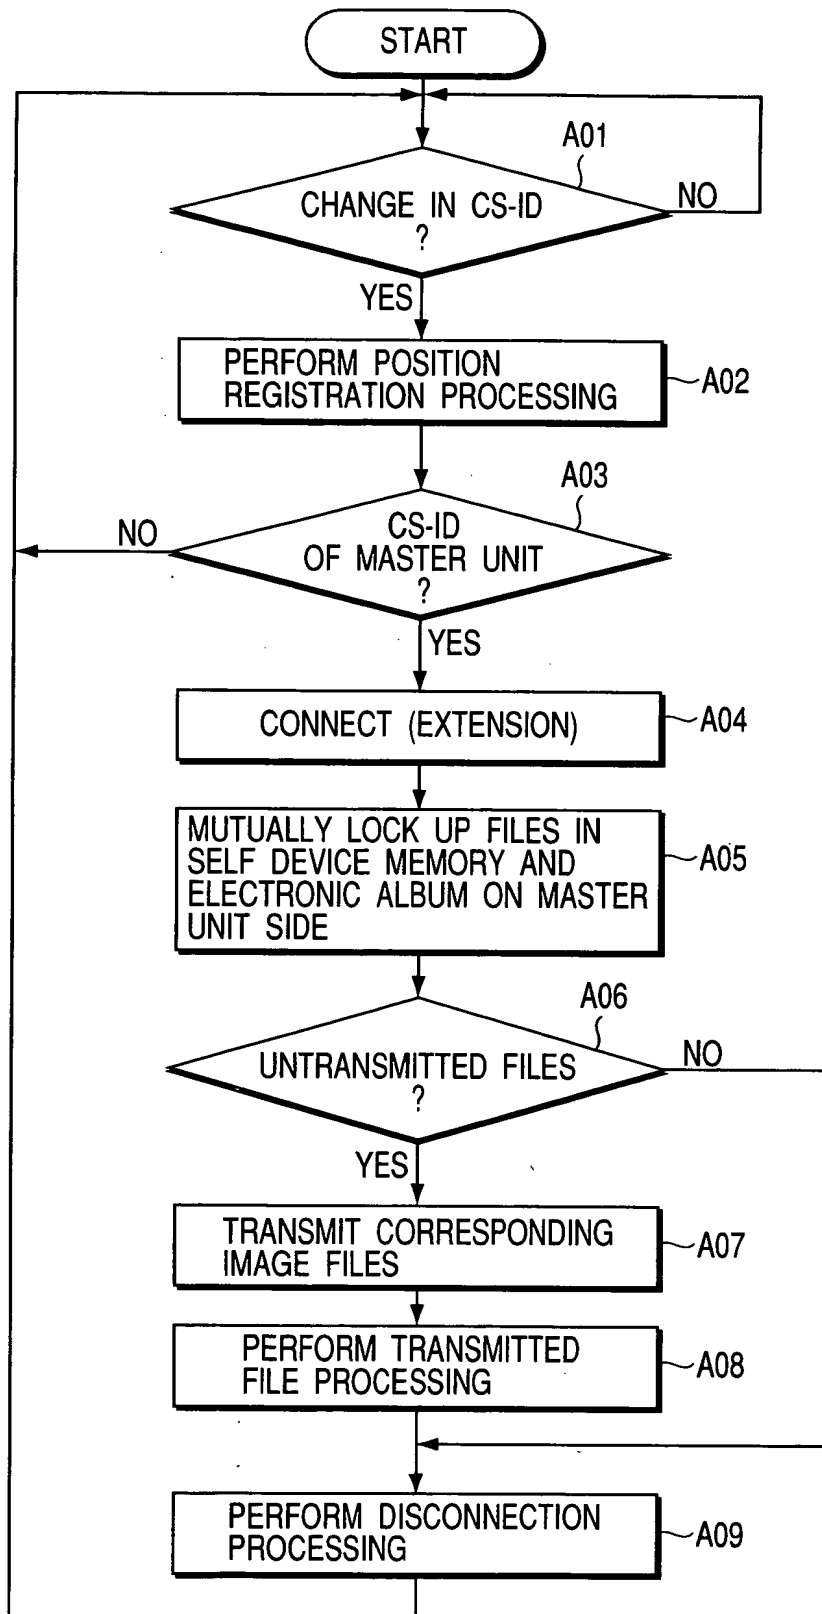 START
A01
CHANGE IN CS-ID
?
NO
YES
PERFORM POSITION
REGISTRATION PROCESSING
A02
A03
CS-ID
OF MASTER UNIT
?
NO
YES
CONNECT (EXTENSION)
A04
MUTUALLY LOCK UP FILES IN
SELF DEVICE MEMORY AND
ELECTRONIC ALBUM ON MASTER
UNIT SIDE
A05
A06
UNTRANSMITTED FILES
?
NO
YES
TRANSMIT CORRESPONDING
IMAGE FILES
A07
PERFORM TRANSMITTED
FILE PROCESSING
A08
PERFORM DISCONNECTION
PROCESSING
A09